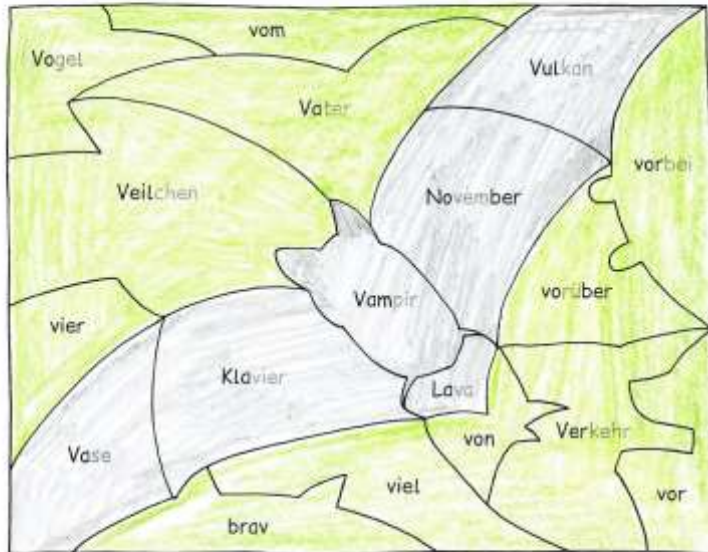 vom
Vogel
Vulkan
Vater
vorbei
Veilchen
November
vorüber
Vampir
vier
Klavier
Lava
Vase
von
Verkehr
viel
vor
brav